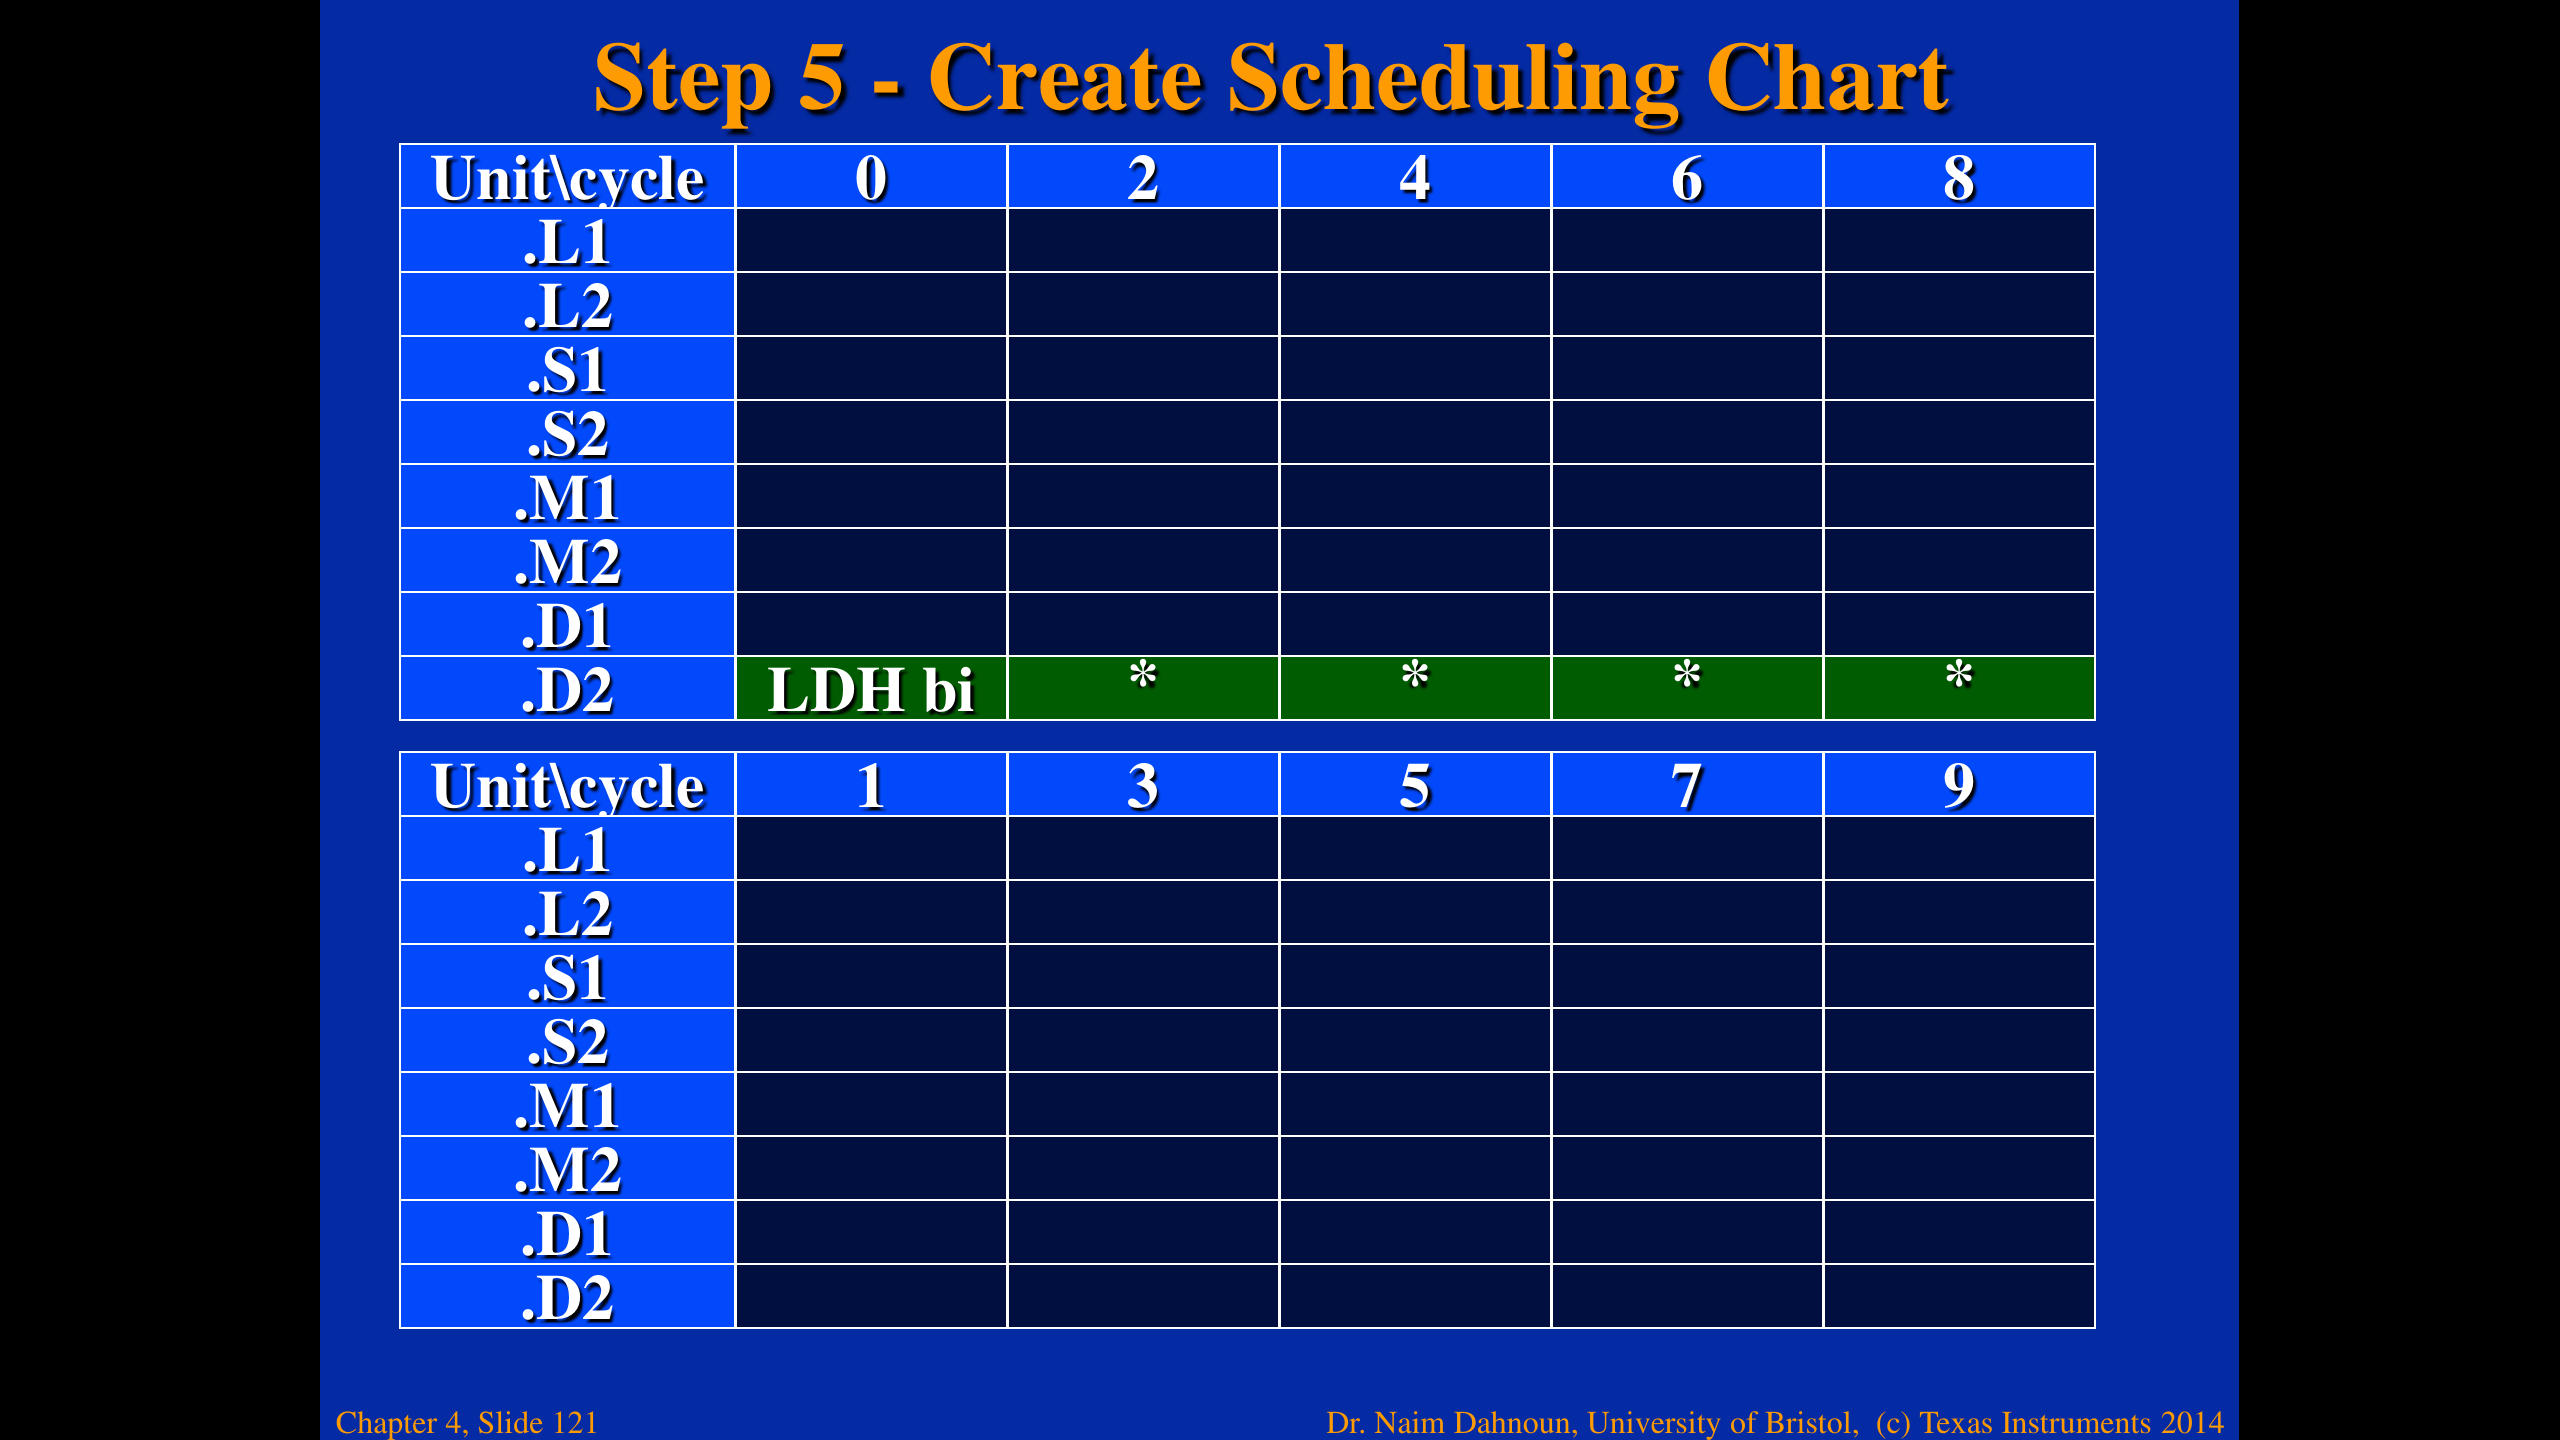 Step 5 - Create Scheduling Chart
Unit\cycle 0 2 4 6 8
.L1
.L2
.S1
.S2
.M1
.M2
.D1
.D2 LDH bi * * * *
Unit\cycle 1 3 5 7 9
.L1
.L2
.S1
.S2
.M1
.M2
.D1
.D2
Chapter 4, Slide 121
Dr. Naim Dahnoun, University of Bristol, (c) Texas Instruments 2014